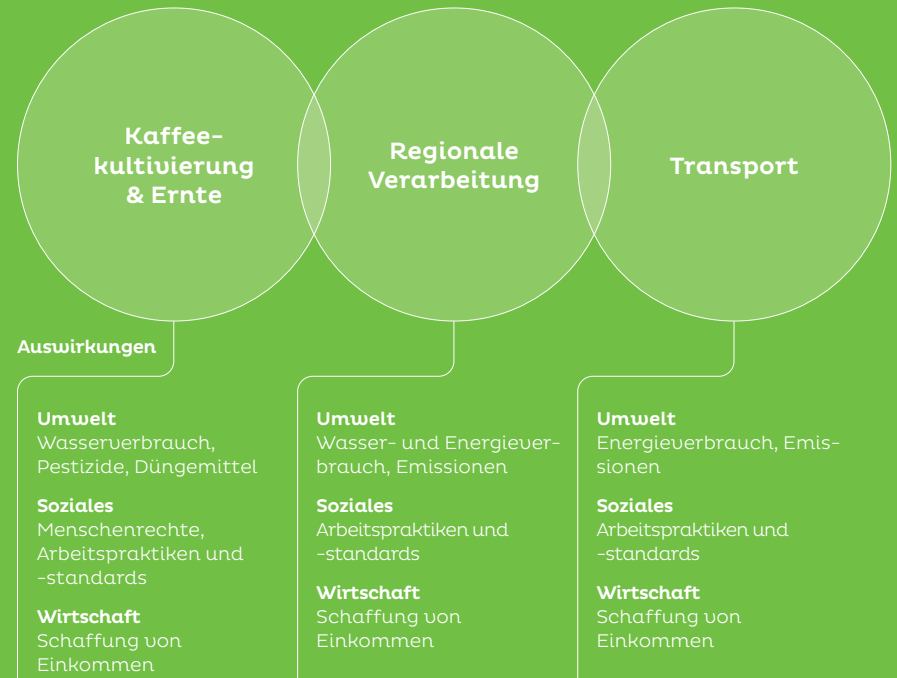 Kaffee-
kultivierung
& Ernte
Regionale
Verarbeitung
Transport
Auswirkungen
Umwelt
Wasserverbrauch,
Pestizide, Düngemittel
Soziales
Menschenrechte,
Arbeitspraktiken und
-standards
Wirtschaft
Schaffung von
Einkommen
Umwelt
Wasser- und Energiever-
brauch, Emissionen
Soziales
Arbeitspraktiken und
-standards
Wirtschaft
Schaffung von
Einkommen
Umwelt
Energieverbrauch, Emis-
sionen
Soziales
Arbeitspraktiken und
-standards
Wirtschaft
Schaffung von
Einkommen